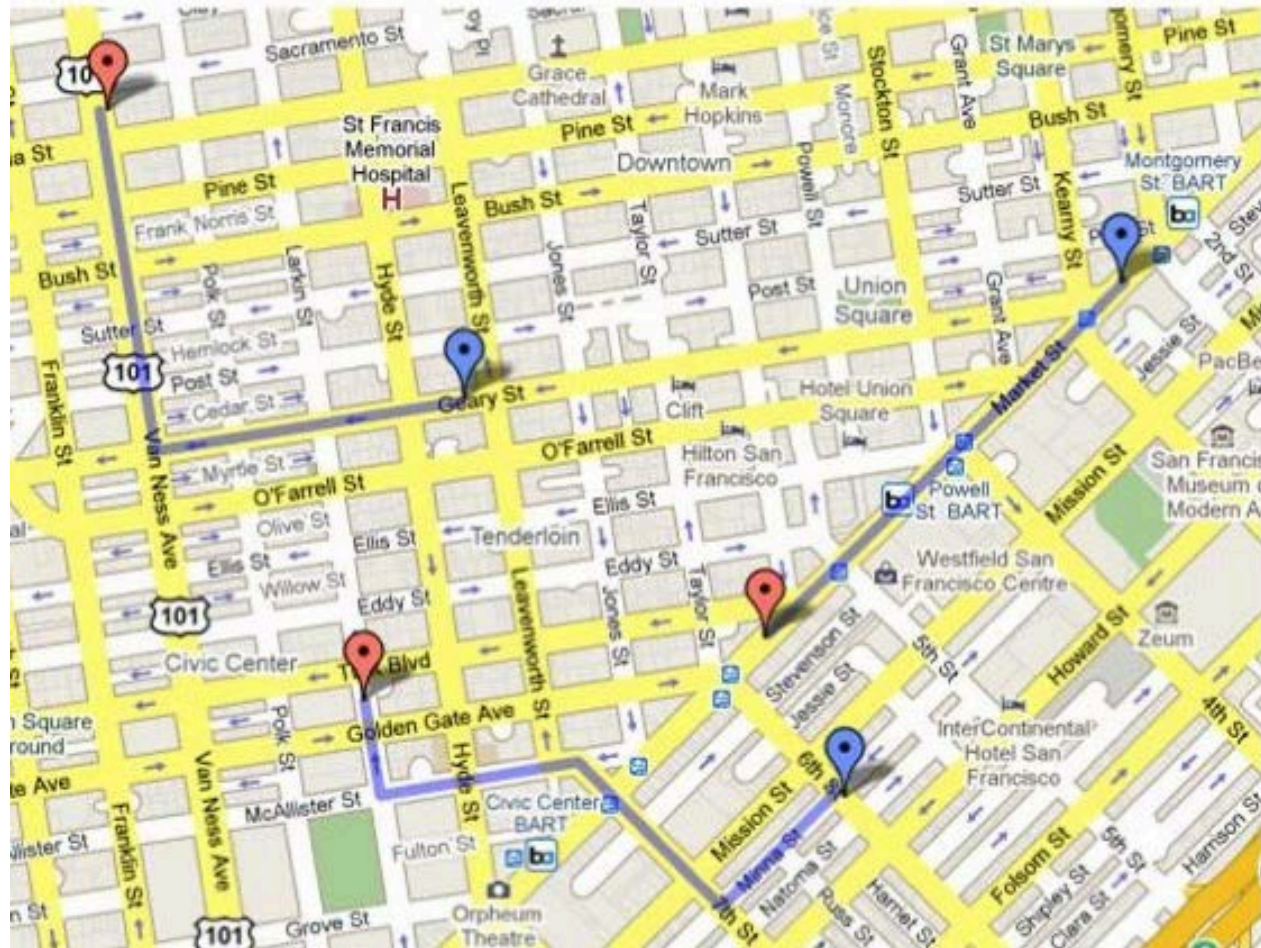 Sacramento St
Pine St
St Marys
Square
Grace
Cathedral
Mark
Hopkins
Stockton St
Grant Ave
Monore
10
St Francis
Memorial
Hospital
H
Pine St
Bush St
Downtown
Powell St
Montgomery
St. BART
Sutter St
Kearny St
Pine St
Frank Norris St
Leavenworth St
Bush St
Taylor St
Jones St
Sutter St
2nd St
Bush St
Polk St
Larkin St
Hyde St
Post St
Union
Square
Grant Ave
Sutter St
Hemlock St
101
Post St
Cedar St
Geary St
Jessie St
Market St
Franklin St
Van Ness Ave
Clift
Hotel Union
Square
O'Farrell St
Hilton San
Francisco
Myrtle St
O'Farrell St
Mission St
Powell
St BART
Olive St
Ellis St
Ellis St
Tenderloin
Ellis St
Willow St
Eddy St
Eddy St
Leavenworth St
Jones St
Taylor St
Westfield San
Francisco Centre
Zeum
Howard St
101
Civic Center
Blvd
Stevenson St
Jessie St
5th St
4th St
Golden Gate Ave
Polk St
Hyde St
InterContinental
Hotel San
Francisco
6th
Van Ness Ave
Franklin St
McAllister St
Civic Center
BART
Mission St
Minna St
Natoma St
Russ St
7th St
Fulton St
Harriet St
Folsom St
Shipley St
Clara St
5th St
Harrison St
Orpheum
Theatre
Grove St
101